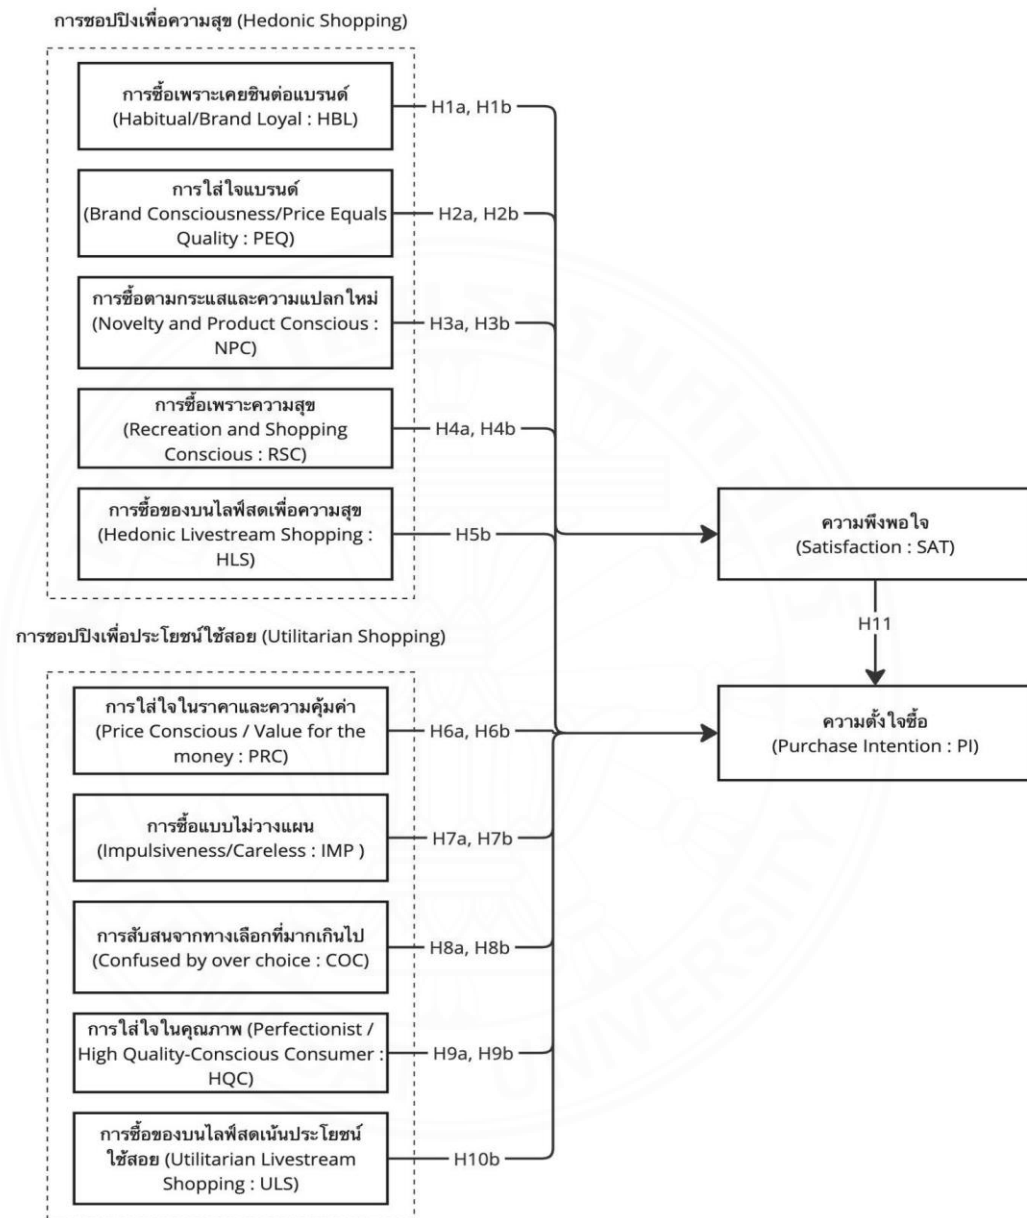 การชอปปิงเพื่อความสุข (Hedonic Shopping)
การซื้อเพราะเคยชินต่อแบรนด์
(Habitual/Brand Loyal : HBL)
H1a, H1b
การใส่ใจแบรนด์
(Brand Consciousness/Price Equals
Quality : PEQ)
H2a, H2b
การซื้อตามกระแสและความแปลกใหม่
(Novelty and Product Conscious :
NPC)
H3a, H3b
การซื้อเพราะความสุข
(Recreation and Shopping
Conscious : RSC)
H4a, H4b
การซื้อของบนไลฟ์สดเพื่อความสุข
(Hedonic Livestream Shopping :
HLS)
H5b
ความพึงพอใจ
(Satisfaction : SAT)
H11
การชอปปิงเพื่อประโยชน์ใช้สอย (Utilitarian Shopping)
การใส่ใจในราคาและความคุ้มค่า
(Price Conscious / Value for the
money : PRC)
H6a, H6b
ความตั้งใจซื้อ
(Purchase Intention : PI)
การซื้อแบบไม่วางแผน
(Impulsiveness/Careless : IMP )
H7a, H7b
การสับสนจากทางเลือกที่มากเกินไป
(Confused by over choice : COC)
H8a, H8b
การใส่ใจในคุณภาพ (Perfectionist /
High Quality-Conscious Consumer :
HQC)
H9a, H9b
การซื้อของบนไลฟ์สดเน้นประโยชน์
ใช้สอย (Utilitarian Livestream
Shopping : ULS)
H10b